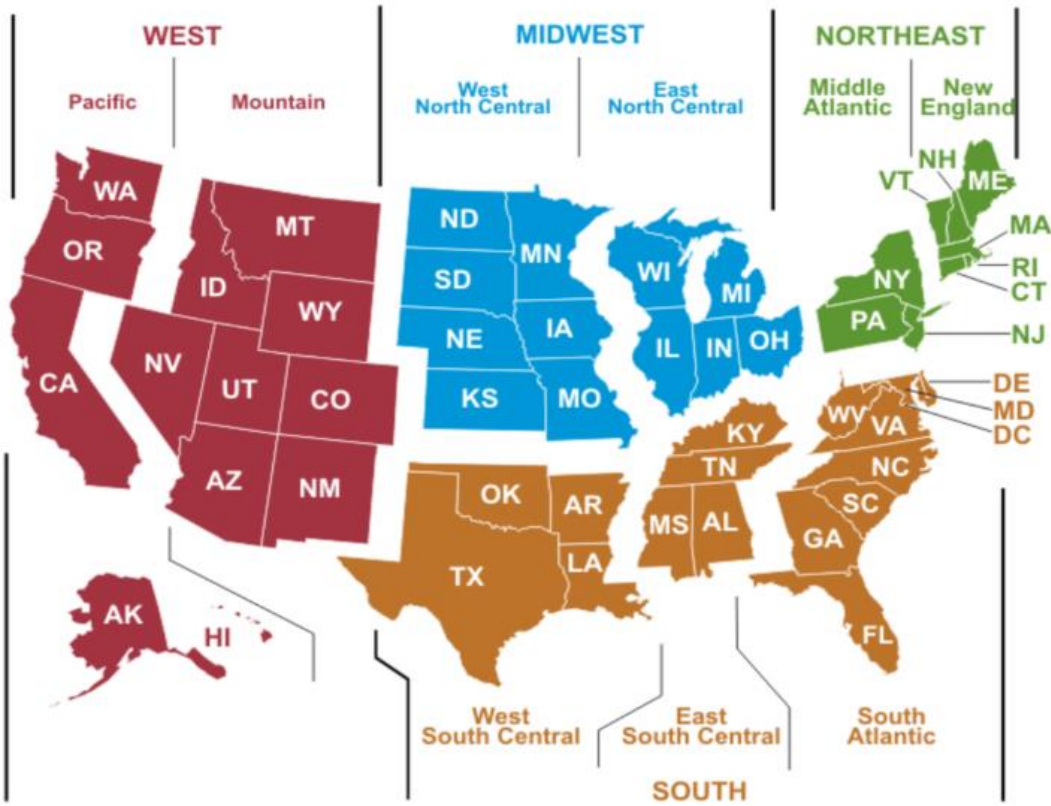 WEST
MIDWEST
NORTHEAST
Pacific
Mountain
West
North Central
East
North Central
Middle
Atlantic
New
England
WA
OR
CA
MT
ID
WY
NV
UT
CO
AZ
NM
AK
HI
ND
SD
NE
KS
MN
IA
MO
WI
MI
IL
IN
OH
NH
VT
ME
MA
RI
CT
NY
PA
NJ
DE
MD
DC
WV
VA
KY
TN
NC
SC
OK
AR
MS
AL
GA
TX
LA
FL
West
South Central
East
South Central
South
Atlantic
SOUTH